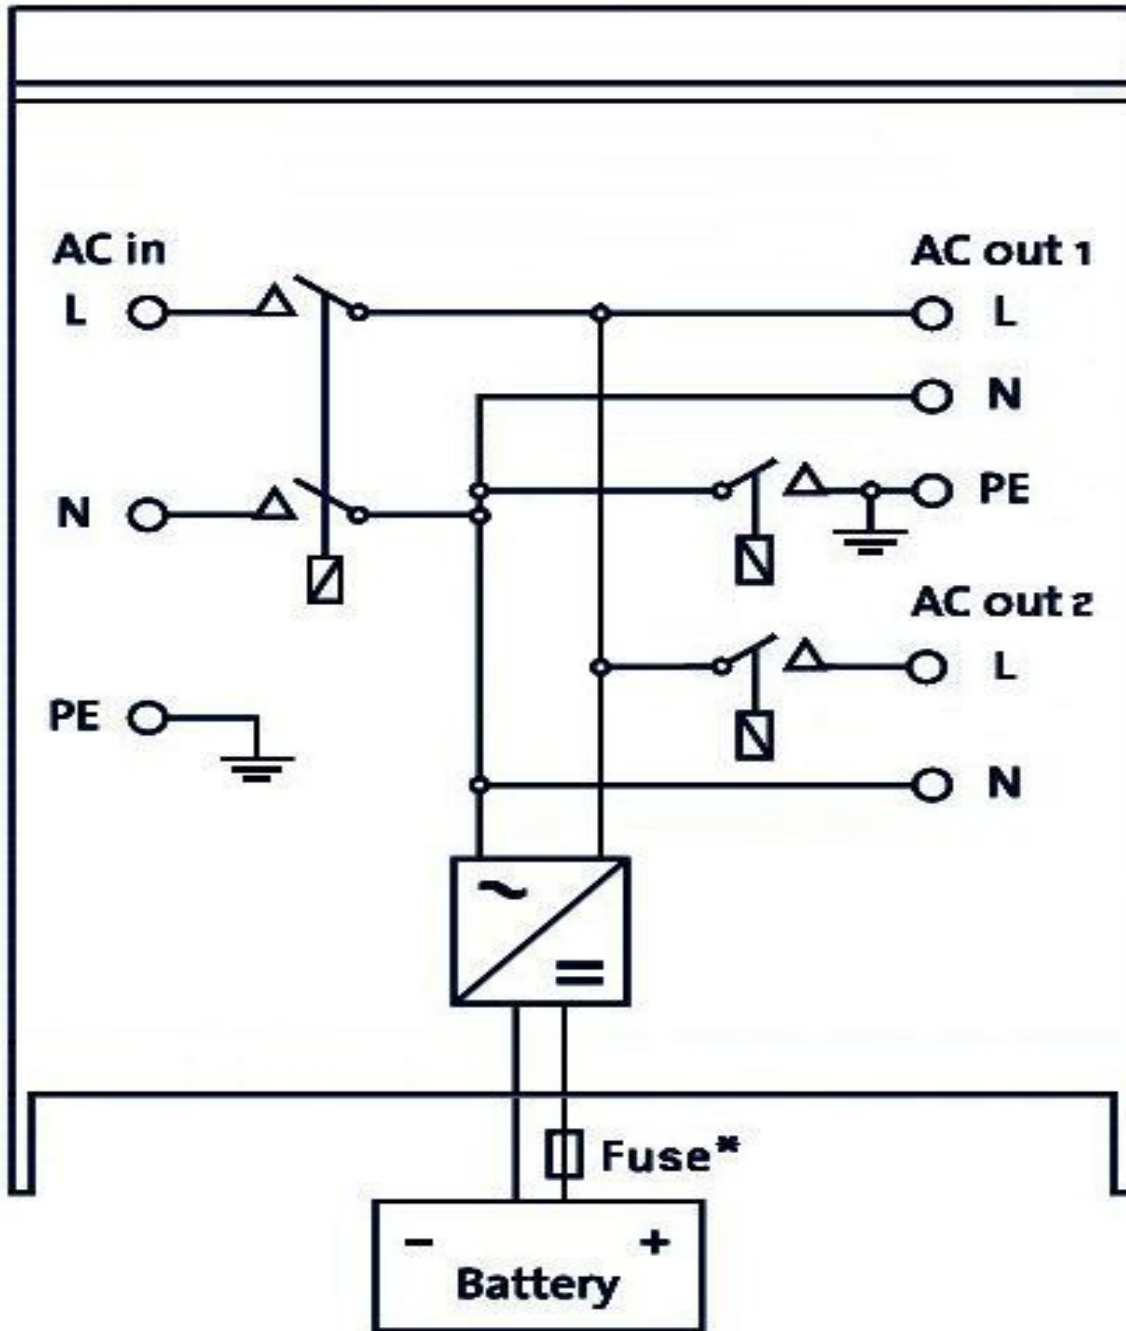 AC in
AC out 1
L
L
N
N
PE
AC out 2
L
PE
N
~
=
Fuse*
- +
Battery